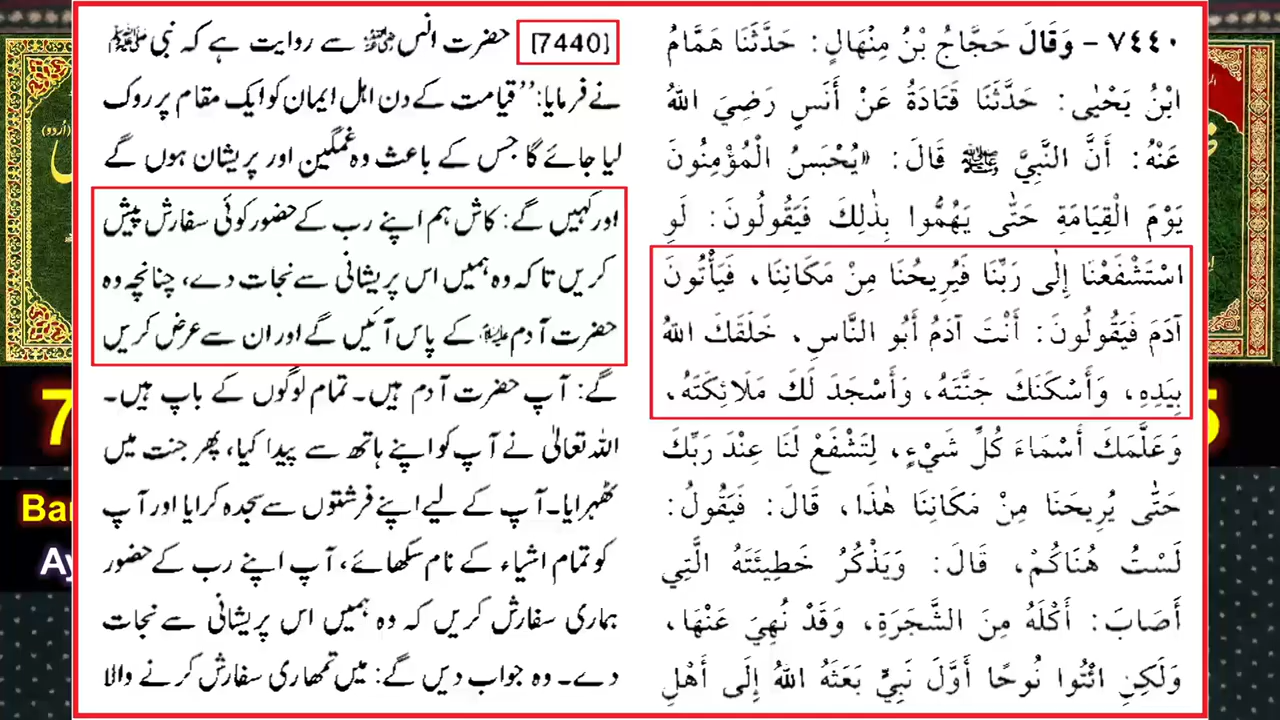 ٧٤٤٠ - وَقَالَ حَجَّاجُ بْنُ مِنْهَالٍ: حَدَّثَنَا هَمَّامُ
ابْنُ يَحْيٰى: حَدَّثَنَا قَتَادَةُ عَنْ أَنَسٍ رَضِيَ اللهُ
عَنْهُ: أَنَّ النَّبِيَّ ﷺ قَالَ: «يُحْبَسُ الْمُؤْمِنُونَ
يَوْمَ الْقِيَامَةِ حَتّٰى يَهُمُّوا بِذٰلِكَ فَيَقُولُونَ: لَوِ
اسْتَشْفَعْنَا إِلٰى رَبِّنَا فَيُرِيحُنَا مِنْ مَكَانِنَا، فَيَأْتُونَ
آدَمَ فَيَقُولُونَ: أَنْتَ آدَمُ أَبُو النَّاسِ، خَلَقَكَ اللهُ
بِيَدِهِ، وَأَسْكَنَكَ جَنَّتَهُ، وَأَسْجَدَ لَكَ مَلَائِكَتَهُ،
وَعَلَّمَكَ أَسْمَاءَ كُلِّ شَيْءٍ، لِتَشْفَعْ لَنَا عِنْدَ رَبِّكَ
حَتّٰى يُرِيحَنَا مِنْ مَكَانِنَا هٰذَا، قَالَ: فَيَقُولُ:
لَسْتُ هُنَاكُمْ، قَالَ: وَيَذْكُرُ خَطِيئَتَهُ الَّتِي
أَصَابَ: أَكْلَهُ مِنَ الشَّجَرَةِ، وَقَدْ نُهِيَ عَنْهَا،
وَلَكِنِ ائْتُوا نُوحًا أَوَّلَ نَبِيٍّ بَعَثَهُ اللهُ إِلَى أَهْلِ
[7440] حضرت انس ؓ سے روایت ہے کہ نبی ﷺ
نے فرمایا: ’’قیامت کے دن اہل ایمان کو ایک مقام پر روک
لیا جائے گا جس کے باعث وہ غمگین اور پریشان ہوں گے
اور کہیں گے: کاش ہم اپنے رب کے حضور کوئی سفارش پیش
کریں تاکہ وہ ہمیں اس پریشانی سے نجات دے، چنانچہ وہ
حضرت آدم ؑ کے پاس آئیں گے اور ان سے عرض کریں
گے: آپ حضرت آدم ہیں۔ تمام لوگوں کے باپ ہیں۔
اللہ تعالیٰ نے آپ کو اپنے ہاتھ سے پیدا کیا، پھر جنت میں
ٹھہرایا۔ آپ کے لیے اپنے فرشتوں سے سجدہ کرایا اور آپ
کو تمام اشیاء کے نام سکھائے، آپ اپنے رب کے حضور
ہماری سفارش کریں کہ وہ ہمیں اس پریشانی سے نجات
دے۔ وہ جواب دیں گے: میں تمھاری سفارش کرنے والا
7
5
Bar
Ay